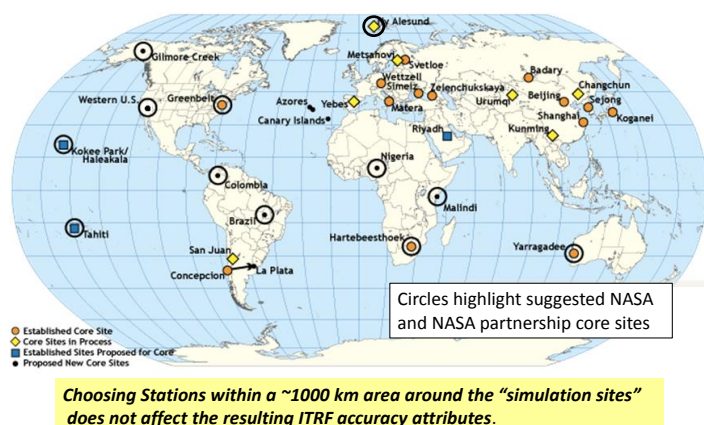 Ny Alesund
Gilmore Creek
Metsahovi
Svetloe
Wettzell
Badary
Simeiz
Zelenchukskaya
Changchun
Western U.S.
Greenbelt
Azores
Yebes
Matera
Urumqi
Beijing
Sejong
Canary Islands
Shanghai
Koganei
Riyadh
Kunming
Kokee Park/
Haleakala
Nigeria
Colombia
Malindi
Brazil
Tahiti
San Juan
Hartebeesthoek
Yarragadee
Concepcion
La Plata
Circles highlight suggested NASA
and NASA partnership core sites
Established Core Site
Core Sites in Process
Established Sites Proposed for Core
Proposed New Core Sites
Choosing Stations within a ~1000 km area around the “simulation sites”
does not affect the resulting ITRF accuracy attributes.